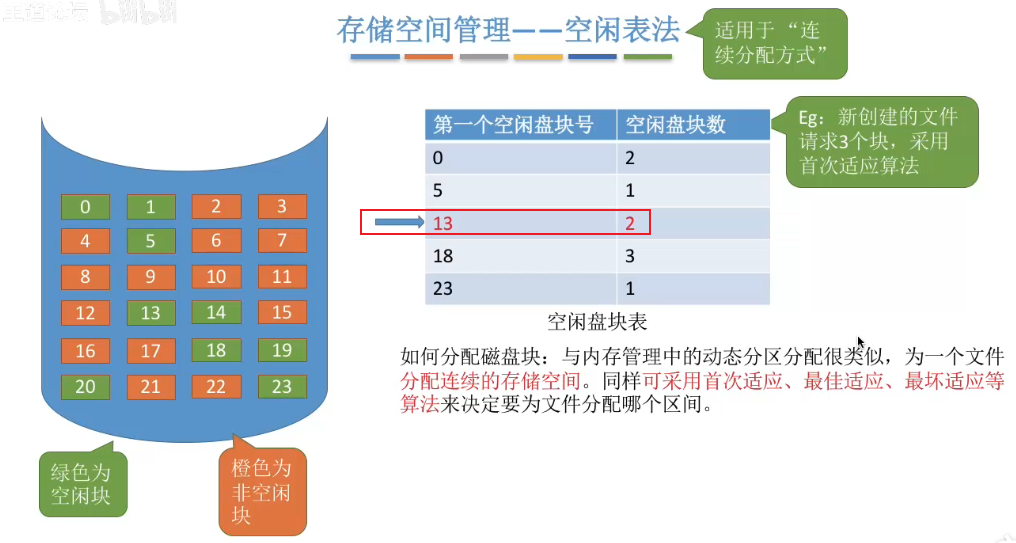 bilibili
存储空间管理——空闲表法
适用于“连
续分配方式”
第一个空闲盘块号 空闲盘块数
0 2
5 1
13 2
18 3
23 1
空闲盘块表
Eg：新创建的文件
请求3个块，采用
首次适应算法
0 1 2 3
4 5 6 7
8 9 10 11
12 13 14 15
16 17 18 19
20 21 22 23
绿色为
空闲块
橙色为
非空闲
块
如何分配磁盘块：与内存管理中的动态分区分配很类似，为一个文件
分配连续的存储空间。同样可采用首次适应、最佳适应、最坏适应等
算法来决定要为文件分配哪个区间。